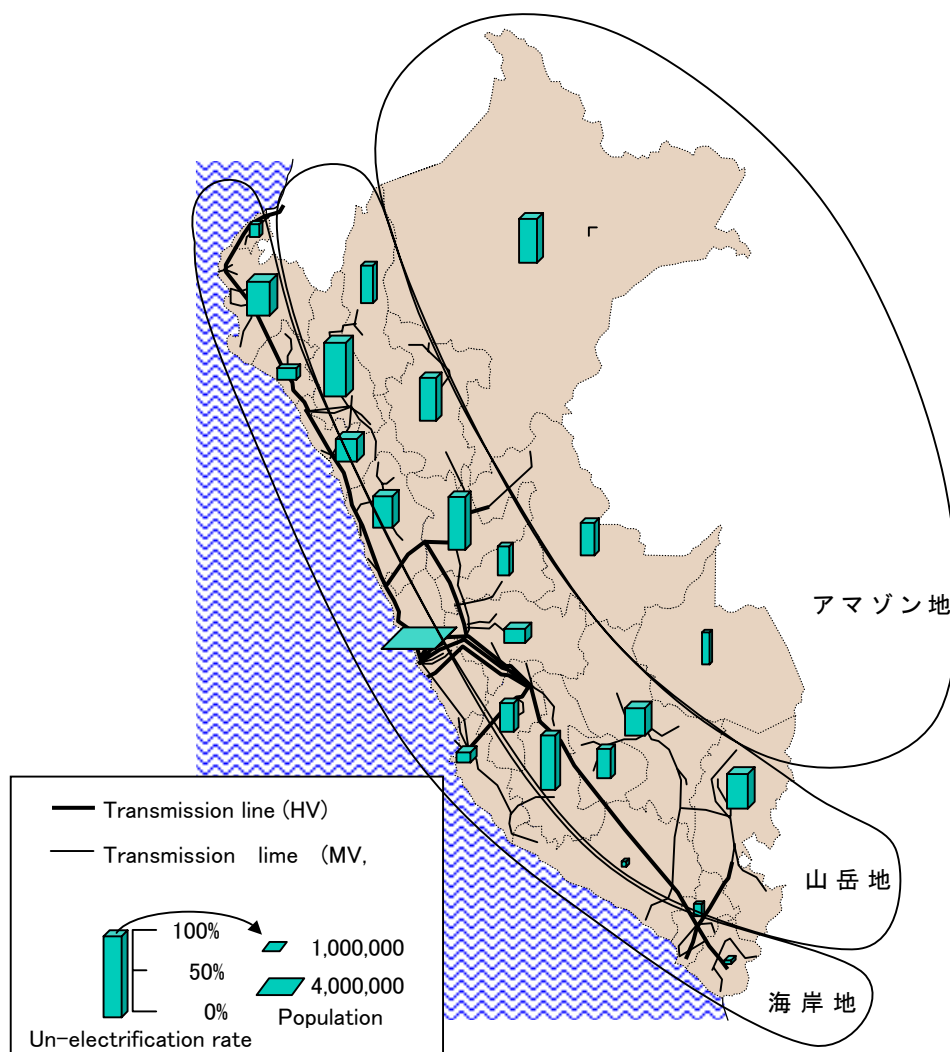 アマゾン地
山岳地
海岸地
Transmission line (HV)
Transmission lime (MV,
100%
50%
0%
1,000,000
4,000,000
Population
Un-electrification rate